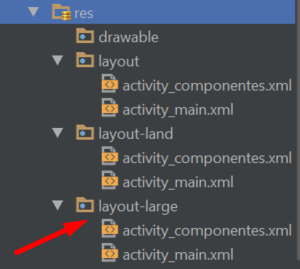 res
drawable
layout
activity_componentes.xml
activity_main.xml
layout-land
activity_componentes.xml
activity_main.xml
layout-large
activity_componentes.xml
activity_main.xml